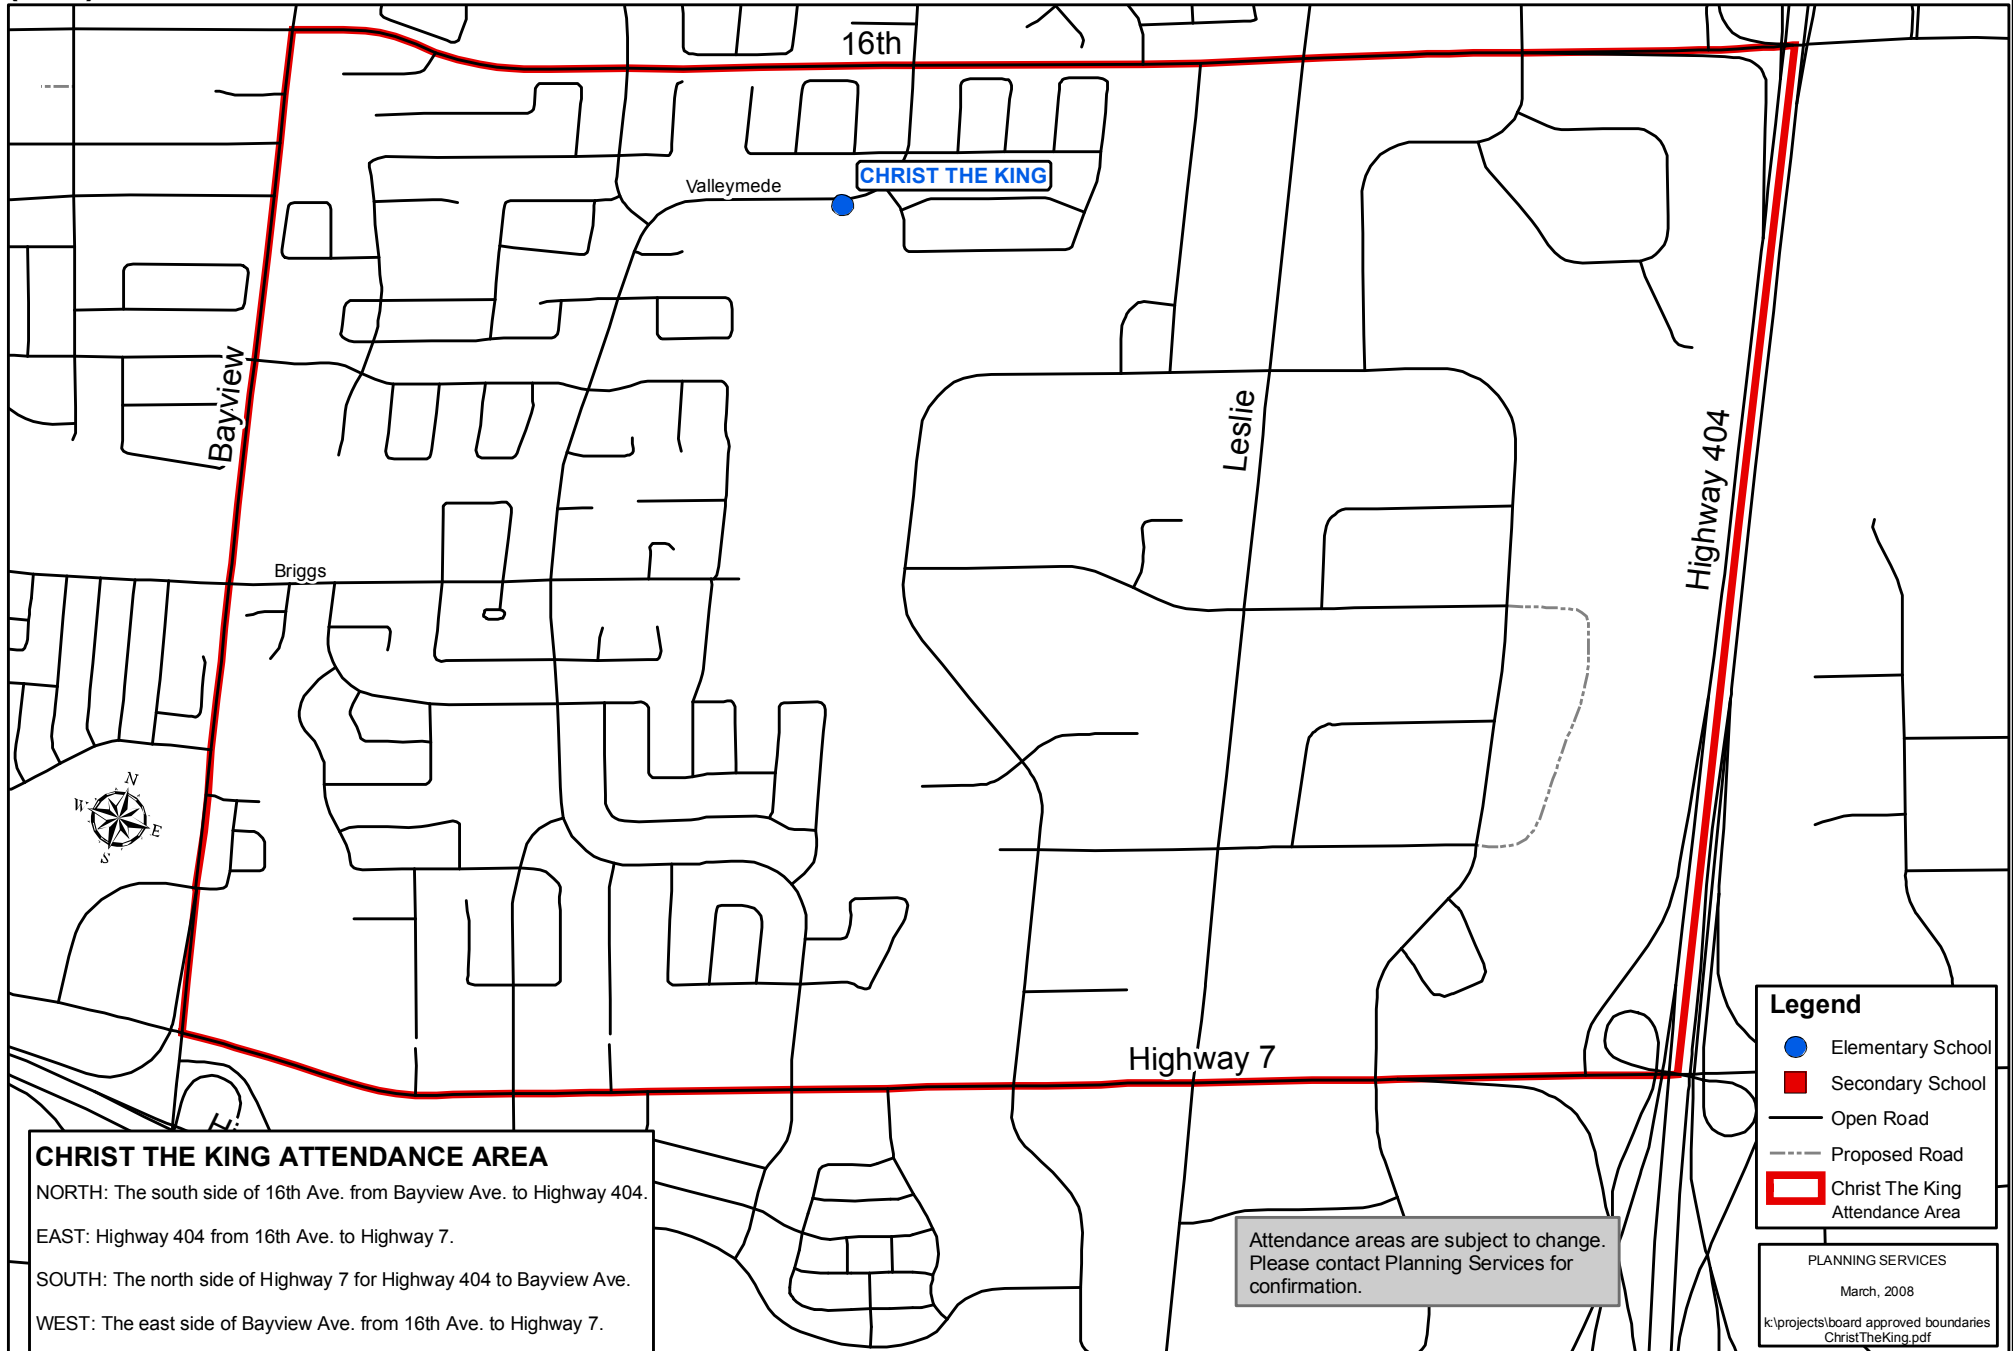 16th
CHRIST THE KING
Valleymede
Bayview
Leslie
Highway 404
Briggs
N
W
E
S
Highway 7
Legend
Elementary School
Secondary School
Open Road
Proposed Road
Christ The King
Attendance Area
CHRIST THE KING ATTENDANCE AREA
NORTH: The south side of 16th Ave. from Bayview Ave. to Highway 404.
EAST: Highway 404 from 16th Ave. to Highway 7.
SOUTH: The north side of Highway 7 for Highway 404 to Bayview Ave.
WEST: The east side of Bayview Ave. from 16th Ave. to Highway 7.
Attendance areas are subject to change.
Please contact Planning Services for
confirmation.
PLANNING SERVICES
March, 2008
k:\projects\board approved boundaries
ChristTheKing.pdf